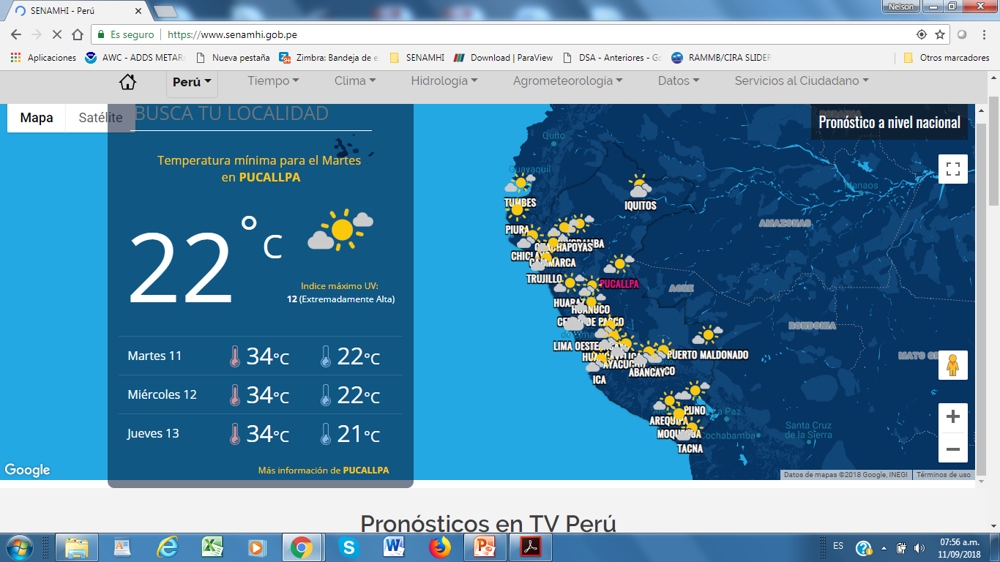 SENAMHI - Perú
Nelson
Es seguro
https://www.senamhi.gob.pe
Aplicaciones
AWC - ADDS METARs
Nueva pestaña
Zimbra: Bandeja de e
SENAMHI
Download | ParaView
DSA - Anteriores - Go
RAMMB/CIRA SLIDER
Otros marcadores
Perú
Tiempo
Clima
Hidrología
Agrometeorología
Datos
Servicios al Ciudadano
Mapa
Satélite
BUSCA TU LOCALIDAD
Temperatura mínima para el Martes
en PUCALLPA
22°C
Indice máximo UV:
12 (Extremadamente Alta)
Martes 11 34°C 22°C
Miércoles 12 34°C 22°C
Jueves 13 34°C 21°C
Más información de PUCALLPA
Google
Pronóstico a nivel nacional
Quito
Guayaquil
Manaos
TUMBES
IQUITOS
AMAZONAS
PIURA
CHACHAPOYAS
CAJAMARCA
TRUJILLO
PUCALLPA
ACRE
HUARAZ
HUANUCO
CERRO DE PASCO
RONDONIA
LIMA OESTE
PUERTO MALDONADO
AYACUCHO
ABANCAY
ICA
PUNO
AREQUIPA
La Paz
MOQUEGUA
Cochabamba
Santa Cruz
de la Sierra
TACNA
Datos de mapas ©2018 Google, INEGI
Términos de uso
Pronósticos en TV Perú
ES
07:56 a.m.
11/09/2018